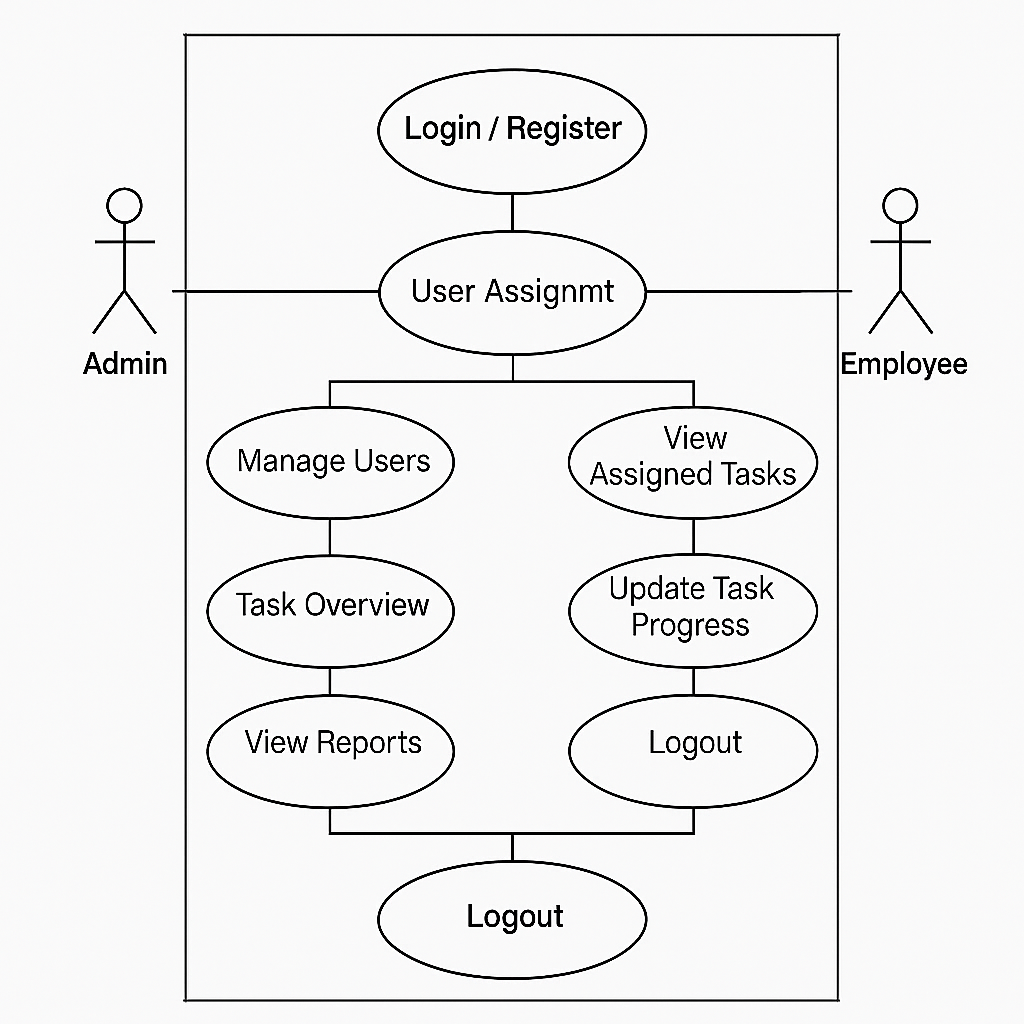 Login / Register
User Assignmt
Admin
Employee
Manage Users
View
Assigned Tasks
Task Overview
Update Task
Progress
View Reports
Logout
Logout